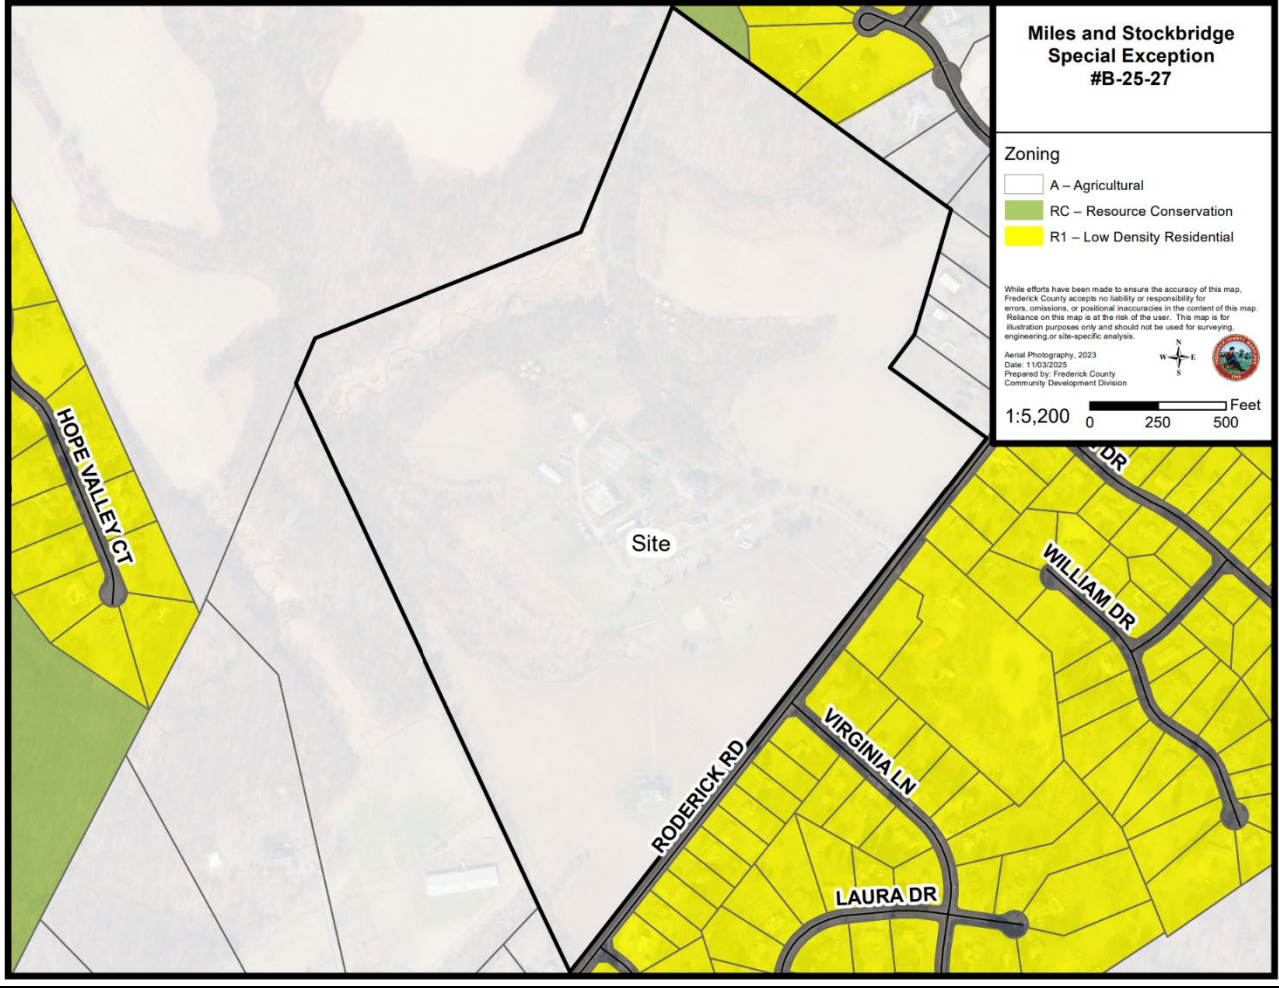 Miles and Stockbridge
Special Exception
#B-25-27
Zoning
A – Agricultural
RC – Resource Conservation
R1 – Low Density Residential
While efforts have been made to ensure the accuracy of this map,
Frederick County accepts no liability or responsibility for
errors, omissions, or positional inaccuracies in the content of this map.
Reliance on this map is at the risk of the user. This map is for
illustration purposes only and should not be used for surveying,
engineering,or site-specific analysis.
Aerial Photography, 2023
Date: 11/03/2025
Prepared by: Frederick County
Community Development Division
N
W E
S
1:5,200
Feet
0 250 500
DR
HOPE VALLEY CT
Site
WILLIAM DR
VIRGINIA LN
RODERICK RD
LAURA DR